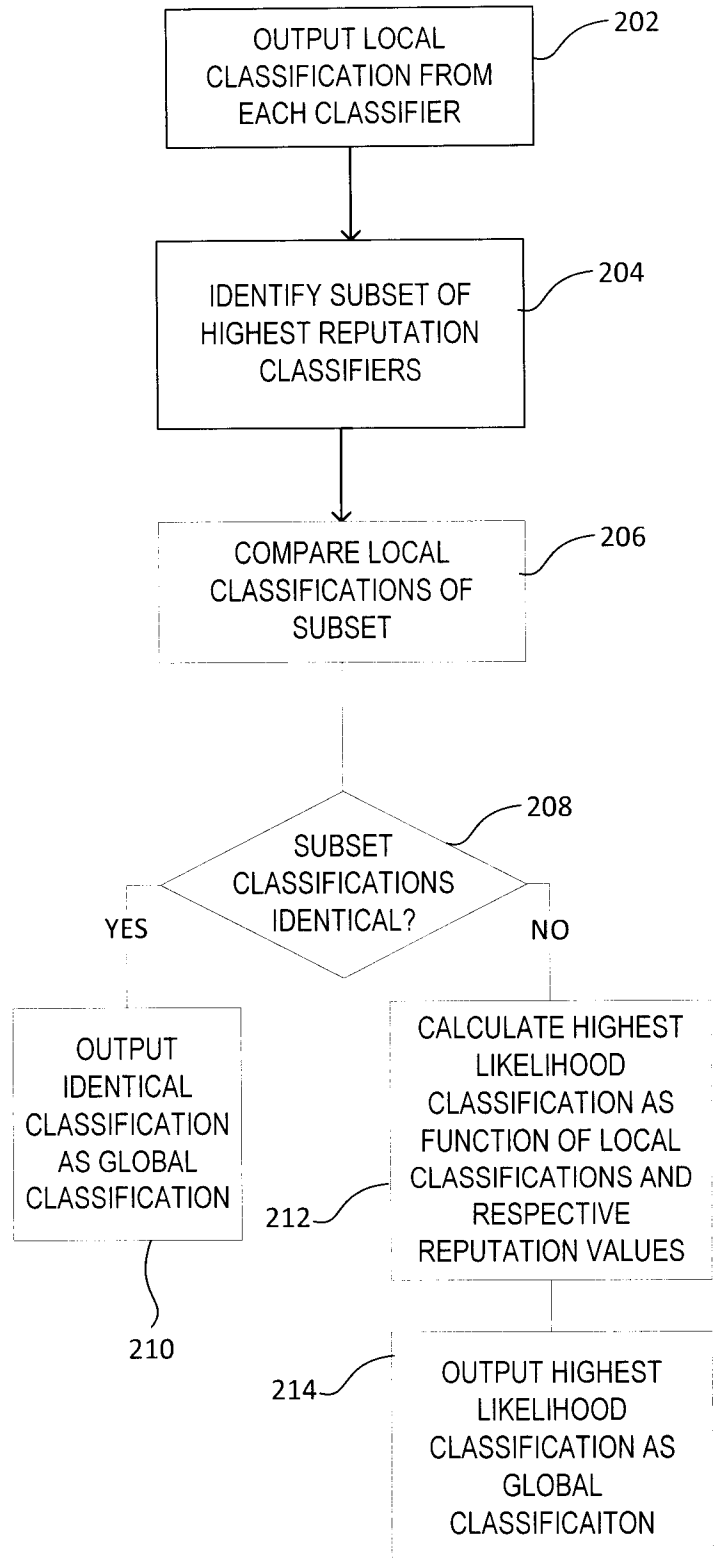 OUTPUT LOCAL
CLASSIFICATION FROM
EACH CLASSIFIER
202
IDENTIFY SUBSET OF
HIGHEST REPUTATION
CLASSIFIERS
204
COMPARE LOCAL
CLASSIFICATIONS OF
SUBSET
206
SUBSET
CLASSIFICATIONS
IDENTICAL?
208
YES
NO
OUTPUT
IDENTICAL
CLASSIFICATION
AS GLOBAL
CLASSIFICATION
210
CALCULATE HIGHEST
LIKELIHOOD
CLASSIFICATION AS
FUNCTION OF LOCAL
CLASSIFICATIONS AND
RESPECTIVE
REPUTATION VALUES
212
OUTPUT HIGHEST
LIKELIHOOD
CLASSIFICATION AS
GLOBAL
CLASSIFICAITON
214